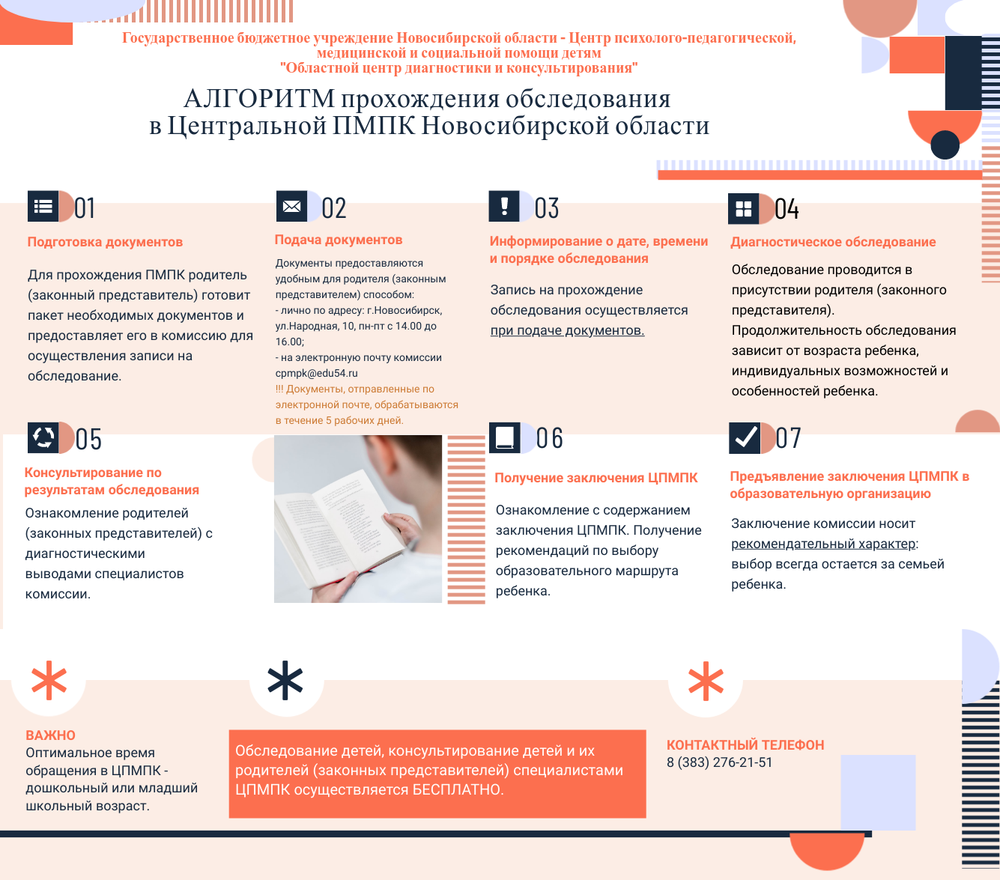 Государственное бюджетное учреждение Новосибирской области - Центр психолого-педагогической,
медицинской и социальной помощи детям
"Областной центр диагностики и консультирования"
АЛГОРИТМ прохождения обследования
в Центральной ПМПК Новосибирской области
01
Подготовка документов
Для прохождения ПМПК родитель
(законный представитель) готовит
пакет необходимых документов и
предоставляет его в комиссию для
осуществления записи на
обследование.
02
Подача документов
Документы предоставляются
удобным для родителя (законным
представителем) способом:
- лично по адресу: г.Новосибирск,
ул.Народная, 10, пн-пт с 14.00 до
16.00;
- на электронную почту комиссии
cpmpk@edu54.ru
!!! Документы, отправленные по
электронной почте, обрабатываются
в течение 5 рабочих дней.
03
Информирование о дате, времени
и порядке обследования
Запись на прохождение
обследования осуществляется
при подаче документов.
04
Диагностическое обследование
Обследование проводится в
присутствии родителя (законного
представителя).
Продолжительность обследования
зависит от возраста ребенка,
индивидуальных возможностей и
особенностей ребенка.
05
Консультирование по
результатам обследования
Ознакомление родителей
(законных представителей) с
диагностическими
выводами специалистов
комиссии.
06
Получение заключения ЦПМПК
Ознакомление с содержанием
заключения ЦПМПК. Получение
рекомендаций по выбору
образовательного маршрута
ребенка.
07
Предъявление заключения ЦПМПК в
образовательную организацию
Заключение комиссии носит
рекомендательный характер:
выбор всегда остается за семьей
ребенка.
ВАЖНО
Оптимальное время
обращения в ЦПМПК -
дошкольный или младший
школьный возраст.
Обследование детей, консультирование детей и их
родителей (законных представителей) специалистами
ЦПМПК осуществляется БЕСПЛАТНО.
КОНТАКТНЫЙ ТЕЛЕФОН
8 (383) 276-21-51